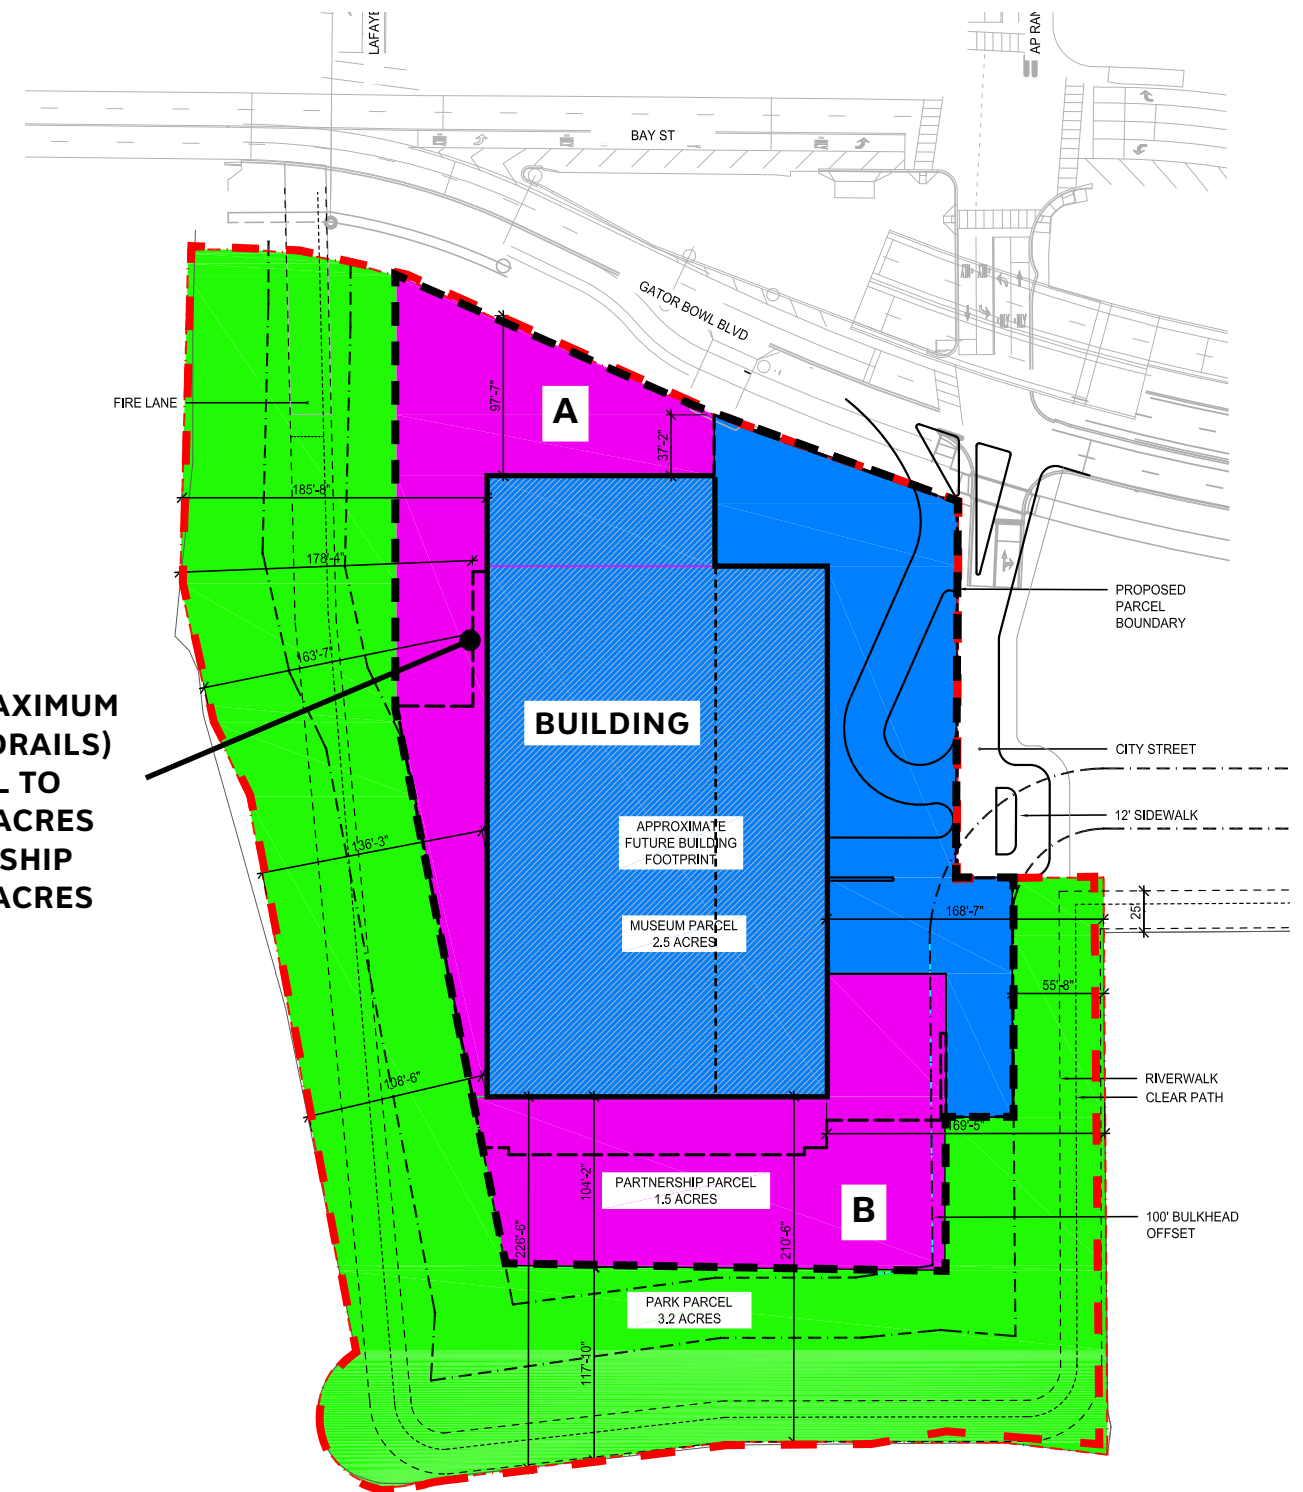 LAFAYE
AP RAN
BAY ST
GATOR BOWL BLVD
FIRE LANE
97'-7"
A
37'-2"
185'-8"
178'-4"
PROPOSED
PARCEL
BOUNDARY
163'-7"
AXIMUM
DRAILS)
L TO
ACRES
SHIP
ACRES
BUILDING
CITY STREET
12' SIDEWALK
APPROXIMATE
FUTURE BUILDING
FOOTPRINT
136'-3"
MUSEUM PARCEL
2.5 ACRES
168'-7"
25'
55'-8"
108'-6"
RIVERWALK
CLEAR PATH
169'-5"
104'-2"
PARTNERSHIP PARCEL
1.5 ACRES
B
226'-6"
210'-6"
100' BULKHEAD
OFFSET
PARK PARCEL
3.2 ACRES
117'-10"